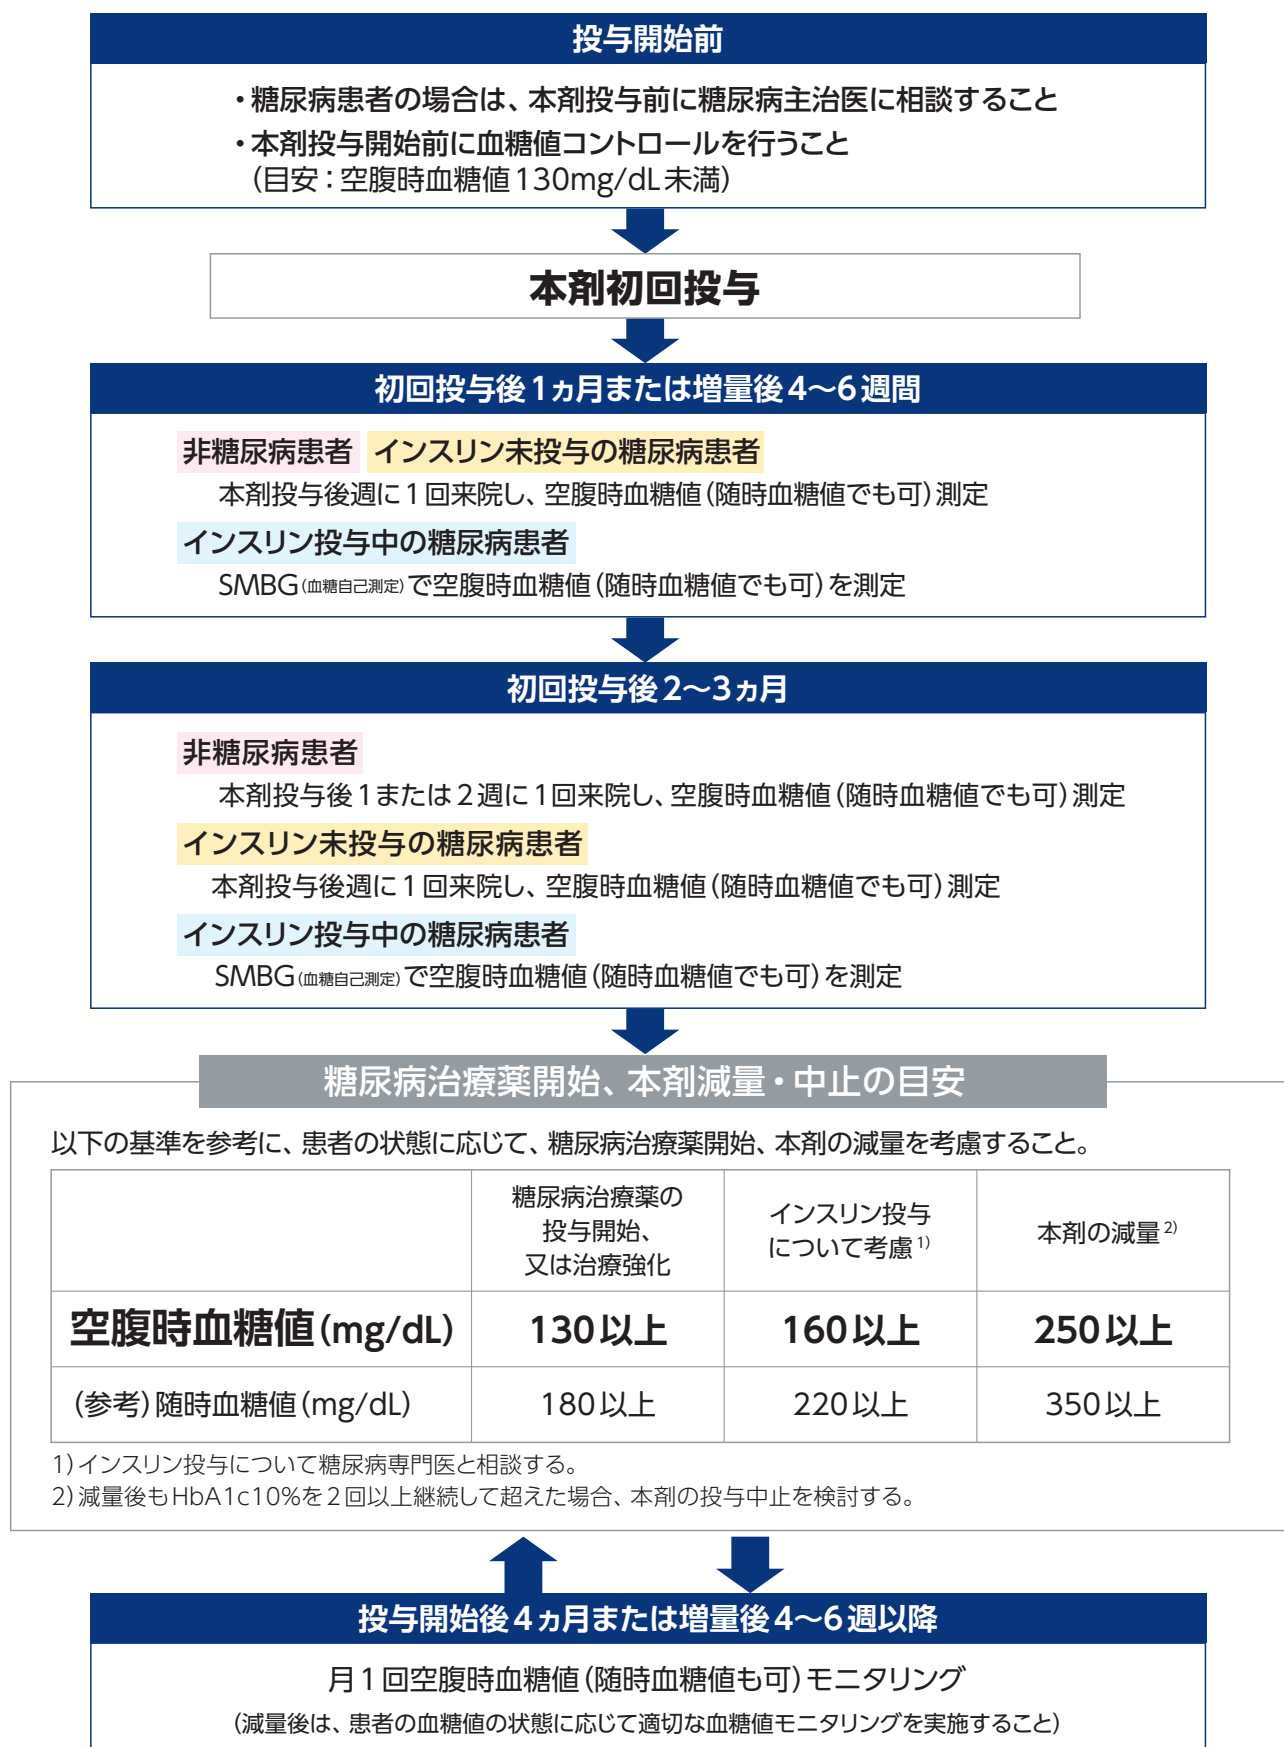 投与開始前
・糖尿病患者の場合は、本剤投与前に糖尿病主治医に相談すること
・本剤投与開始前に血糖値コントロールを行うこと
（目安：空腹時血糖値130mg/dL未満）
本剤初回投与
初回投与後1ヵ月または増量後4〜6週間
非糖尿病患者 インスリン未投与の糖尿病患者
本剤投与後週に1回来院し、空腹時血糖値（随時血糖値でも可）測定
インスリン投与中の糖尿病患者
SMBG（血糖自己測定）で空腹時血糖値（随時血糖値でも可）を測定
初回投与後2〜3ヵ月
非糖尿病患者
本剤投与後1または2週に1回来院し、空腹時血糖値（随時血糖値でも可）測定
インスリン未投与の糖尿病患者
本剤投与後週に1回来院し、空腹時血糖値（随時血糖値でも可）測定
インスリン投与中の糖尿病患者
SMBG（血糖自己測定）で空腹時血糖値（随時血糖値でも可）を測定
糖尿病治療薬開始、本剤減量・中止の目安
以下の基準を参考に、患者の状態に応じて、糖尿病治療薬開始、本剤の減量を考慮すること。
糖尿病治療薬の
投与開始、
又は治療強化
インスリン投与
について考慮1)
本剤の減量2)
空腹時血糖値(mg/dL) 130以上 160以上 250以上
（参考）随時血糖値(mg/dL) 180以上 220以上 350以上
1)インスリン投与について糖尿病専門医と相談する。
2)減量後もHbA1c10%を2回以上継続して超えた場合、本剤の投与中止を検討する。
投与開始後4ヵ月または増量後4〜6週以降
月1回空腹時血糖値（随時血糖値も可）モニタリング
（減量後は、患者の血糖値の状態に応じて適切な血糖値モニタリングを実施すること）